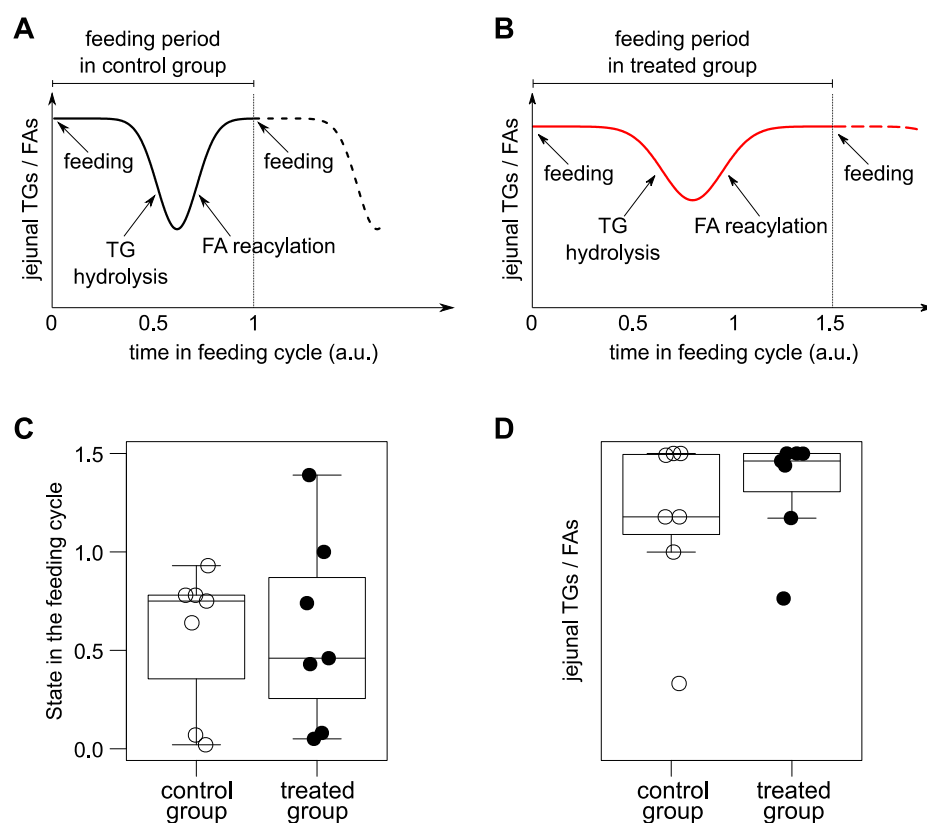 A
feeding period
in control group
jejunal TGs / FAs
feeding
feeding
TG
hydrolysis
FA reacylation
0
0.5
1
time in feeding cycle (a.u.)
B
feeding period
in treated group
jejunal TGs / FAs
feeding
feeding
TG
hydrolysis
FA reacylation
0
0.5
1
1.5
time in feeding cycle (a.u.)
C
State in the feeding cycle
1.5
1.0
0.5
0.0
control
group
treated
group
D
jejunal TGs / FAs
control
group
treated
group